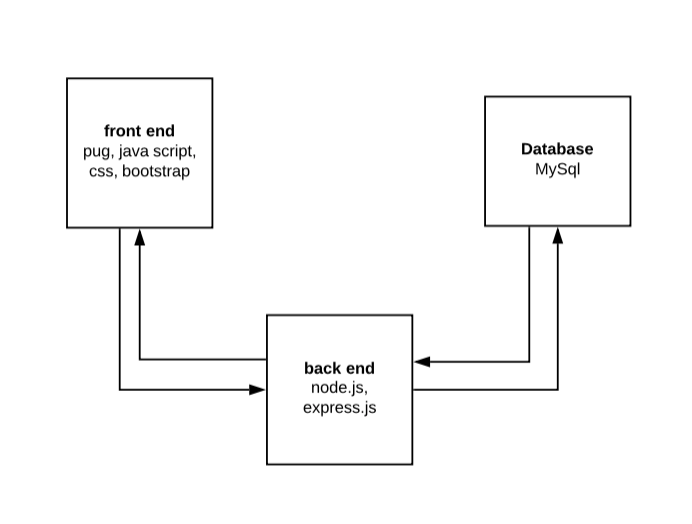 front end
pug, java script,
css, bootstrap
Database
MySql
back end
node.js,
express.js